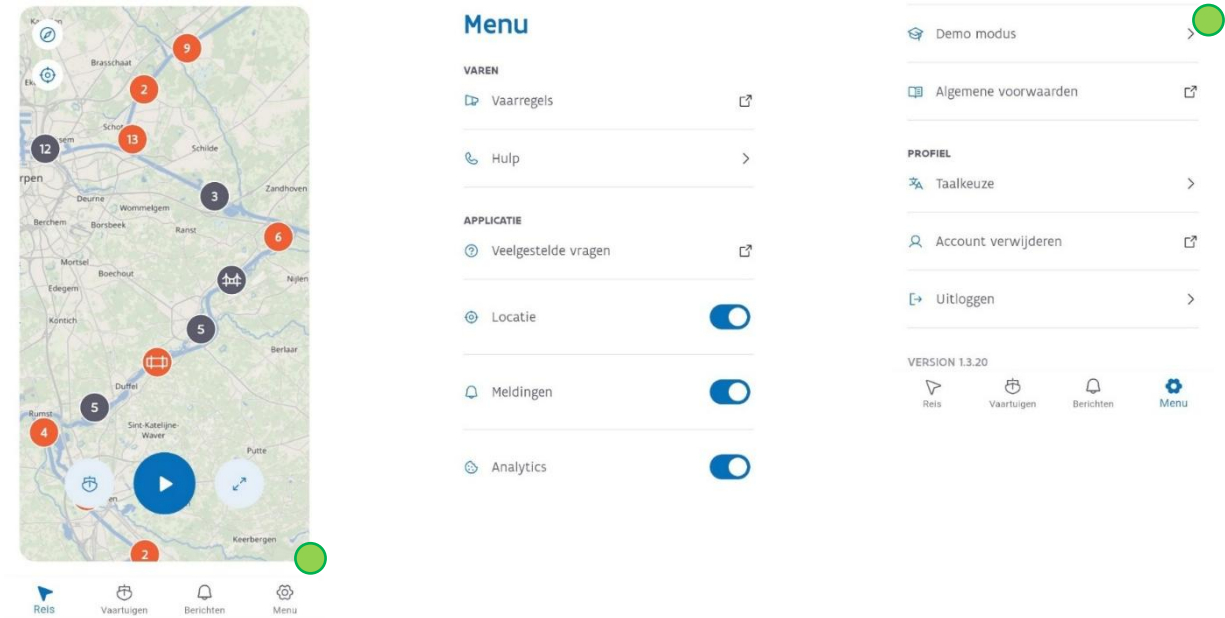 9
Brasschaat
2
Schot
13
Schilde
12
sem
rpen
3
Zandhoven
Deurne
Wommelgem
Berchem
Borsbeek
Ranst
6
Mortsel
Boechout
Nijlen
Edegem
Kontich
5
Berlaar
Duffel
5
Rumst
4
Sint-Katelijne-
Waver
Putte
en
Keerbergen
2
Reis
Vaartuigen
Berichten
Menu
Menu
VAREN
Vaarregels
Hulp
APPLICATIE
Veelgestelde vragen
Locatie
Meldingen
Analytics
Demo modus
Algemene voorwaarden
PROFIEL
Taalkeuze
Account verwijderen
Uitloggen
VERSION 1.3.20
Reis
Vaartuigen
Berichten
Menu